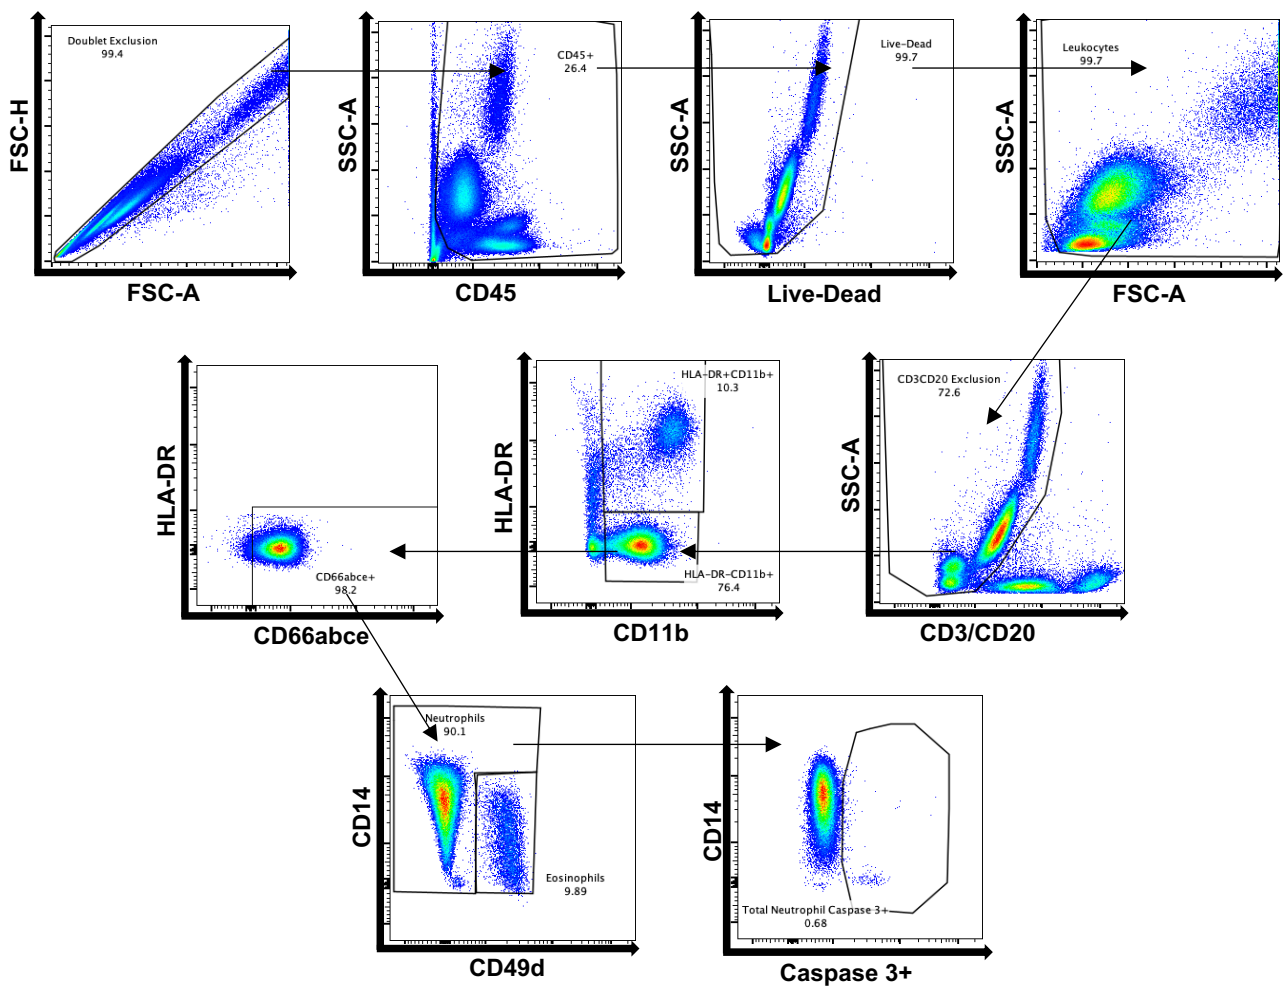 Doublet Exclusion
99.4
FSC-H
FSC-A
CD45+
26.4
SSC-A
CD45
Live-Dead
99.7
SSC-A
Live-Dead
Leukocytes
99.7
SSC-A
FSC-A
HLA-DR
CD66abce+
98.2
CD66abce
HLA-DR+CD11b+
10.3
HLA-DR
HLA-DR-CD11b+
76.4
CD11b
CD3CD20 Exclusion
72.6
SSC-A
CD3/CD20
Neutrophils
90.1
CD14
Eosinophils
9.89
CD49d
CD14
Total Neutrophil Caspase 3+
0.68
Caspase 3+